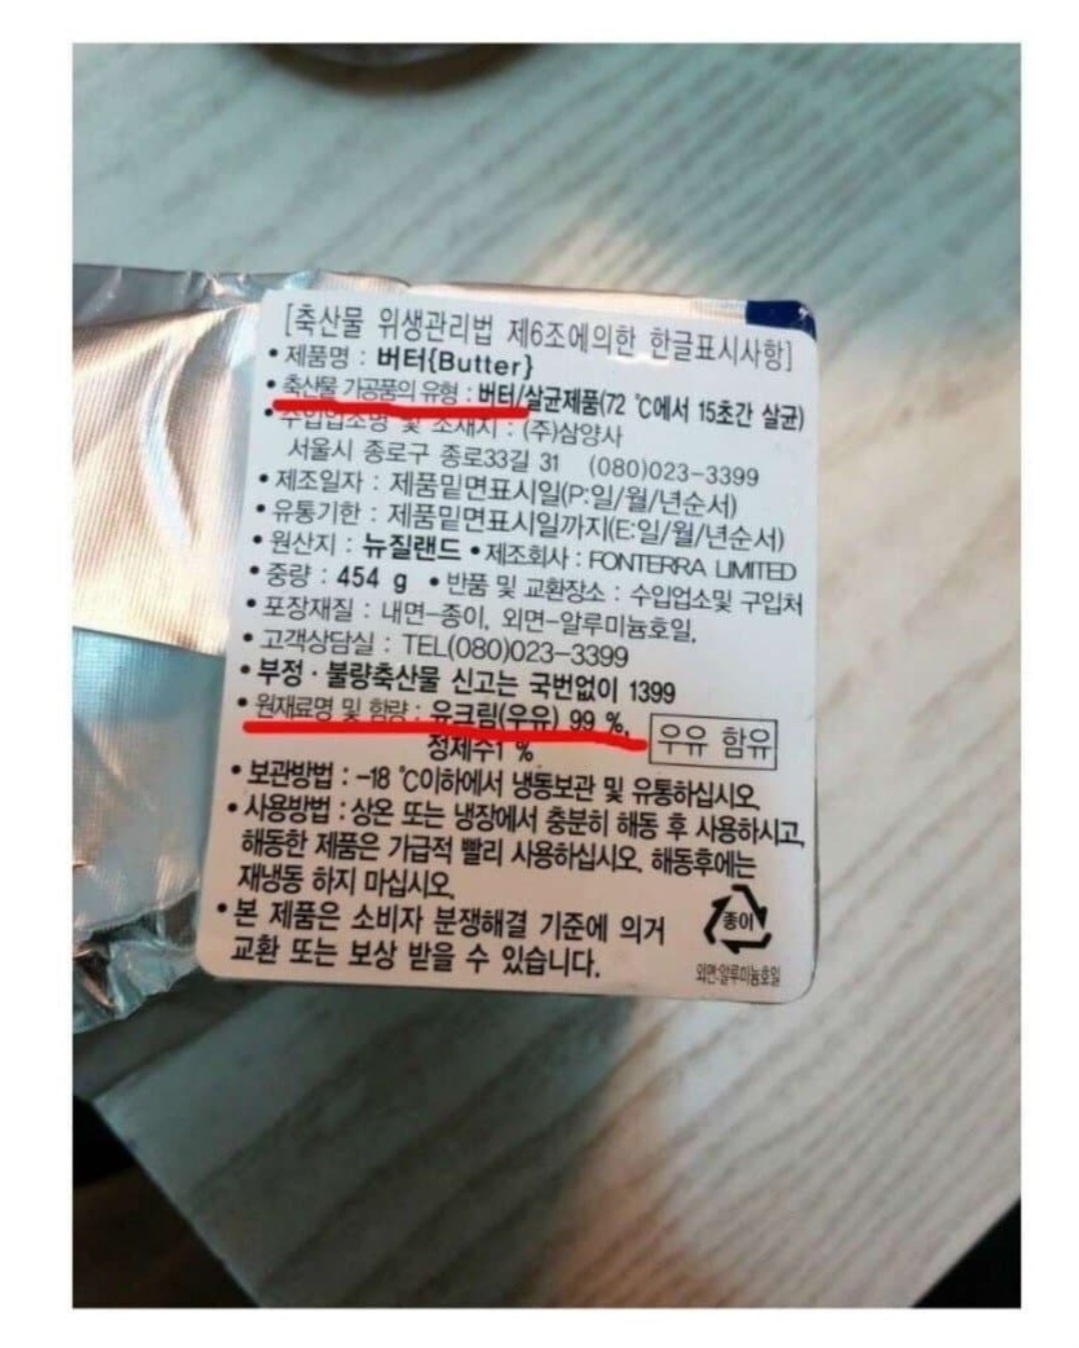 [축산물 위생관리법 제6조에의한 한글표시사항]
• 제품명 : 버터{Butter}
• 축산물 가공품의 유형 : 버터/살균제품(72 ℃에서 15초간 살균)
• 수입업소명 및 소재지 : (주)삼양사
서울시 종로구 종로33길 31 (080)023-3399
• 제조일자 : 제품밑면표시일(P:일/월/년순서)
• 유통기한 : 제품밑면표시일까지(E:일/월/년순서)
• 원산지 : 뉴질랜드 • 제조회사 : FONTERRA LIMITED
• 중량 : 454 g • 반품 및 교환장소 : 수입업소및 구입처
• 포장재질 : 내면-종이, 외면-알루미늄호일,
• 고객상담실 : TEL(080)023-3399
• 부정 · 불량축산물 신고는 국번없이 1399
• 원재료명 및 함량 : 유크림(우유) 99 %,
정제수1 %
우유 함유
• 보관방법 : -18 ℃이하에서 냉동보관 및 유통하십시오.
• 사용방법 : 상온 또는 냉장에서 충분히 해동 후 사용하시고,
해동한 제품은 가급적 빨리 사용하십시오. 해동후에는
재냉동 하지 마십시오.
• 본 제품은 소비자 분쟁해결 기준에 의거
교환 또는 보상 받을 수 있습니다.
종이
외면-알루미늄호일